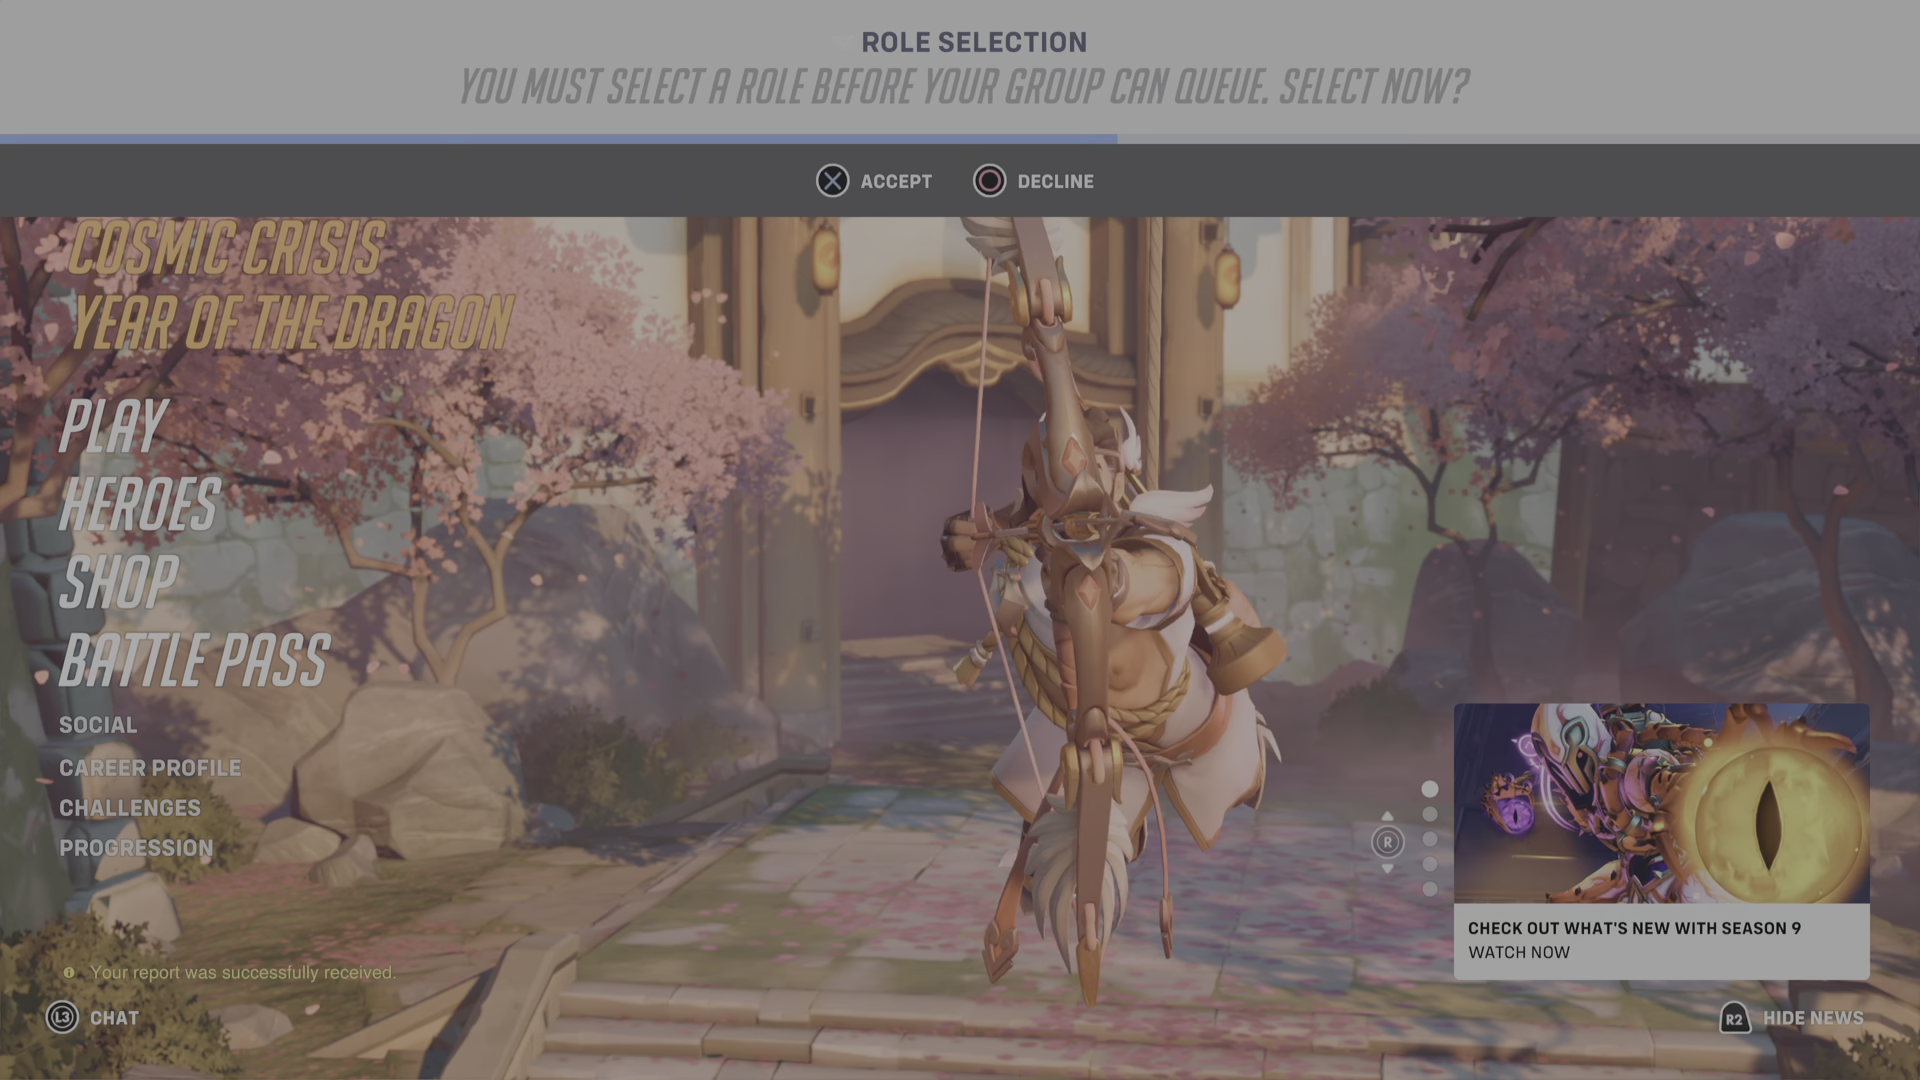 ROLE SELECTION
YOU MUST SELECT A ROLE BEFORE YOUR GROUP CAN QUEUE. SELECT NOW?
ACCEPT
DECLINE
COSMIC CRISIS
YEAR OF THE DRAGON
PLAY
HEROES
SHOP
BATTLE PASS
SOCIAL
CAREER PROFILE
CHALLENGES
PROGRESSION
R
CHECK OUT WHAT'S NEW WITH SEASON 9
WATCH NOW
Your report was successfully received.
L3 CHAT
R2 HIDE NEWS